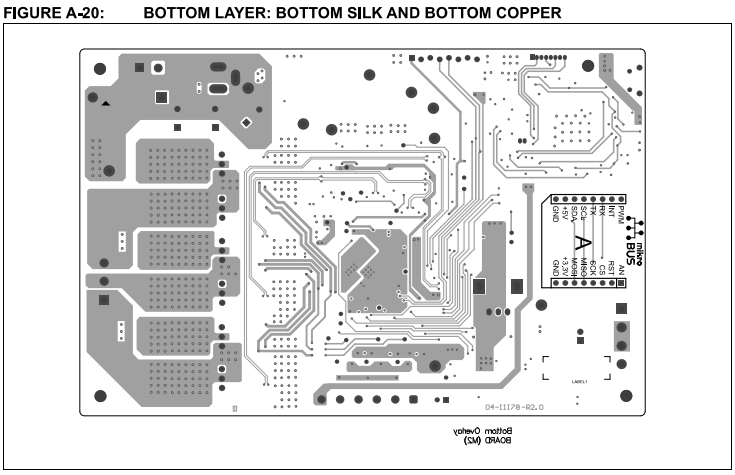 FIGURE A-20: BOTTOM LAYER: BOTTOM SILK AND BOTTOM COPPER
PWM
INT
RX
TX
SCL
SDA
+5V
GND
A
mikro
BUS
AN
RST
CS
SCK
MISO
MOSI
+3.3V
GND
LABEL1
04-11178-R2.0
Bottom Overlay
BOARD (M2)